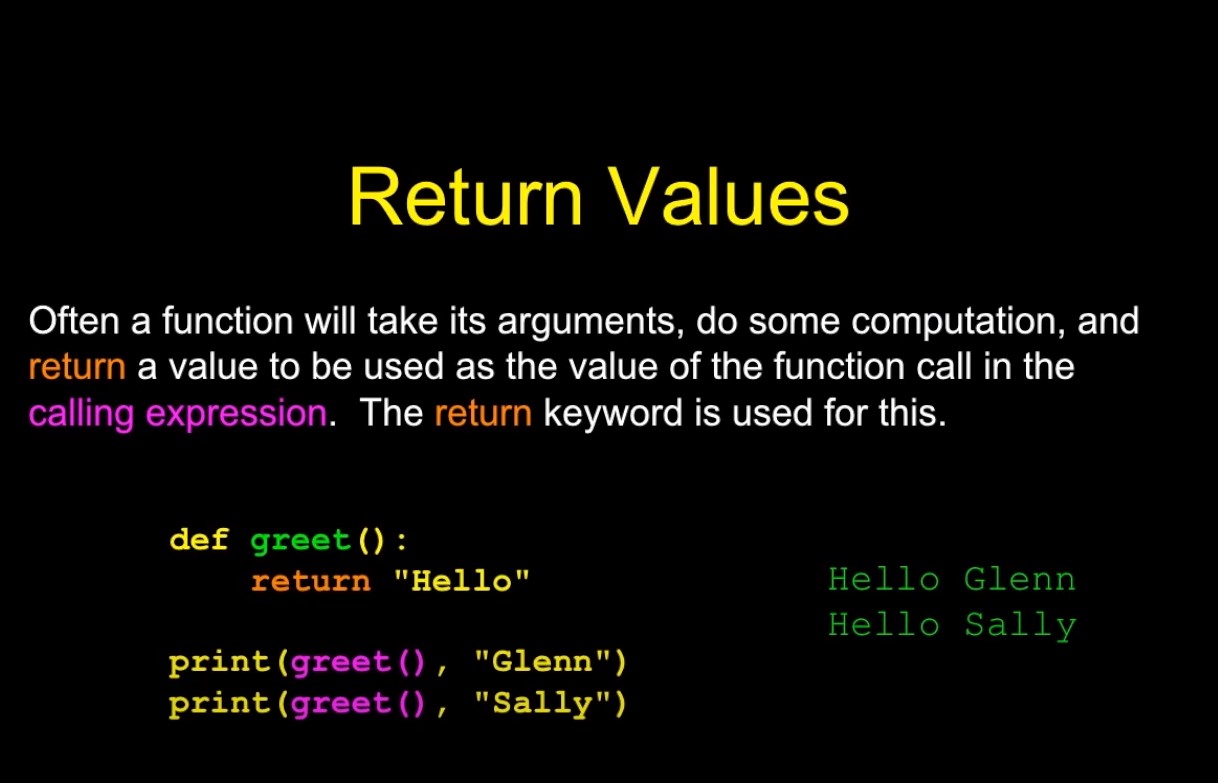 Return Values
Often a function will take its arguments, do some computation, and
return a value to be used as the value of the function call in the
calling expression.  The return keyword is used for this.
def greet():
    return "Hello"
print(greet(), "Glenn")
print(greet(), "Sally")
Hello Glenn
Hello Sally